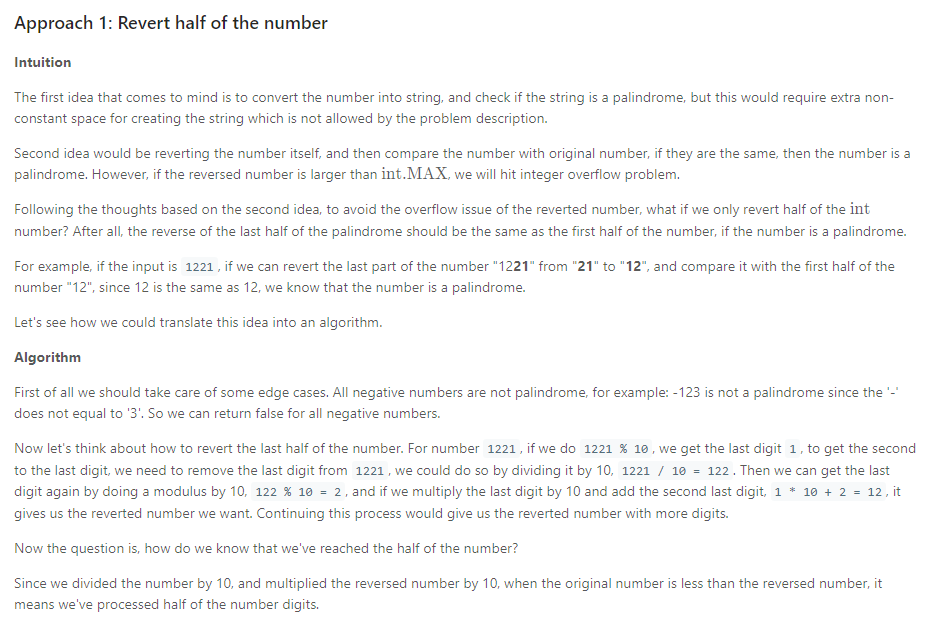 Approach 1: Revert half of the number
Intuition
The first idea that comes to mind is to convert the number into string, and check if the string is a palindrome, but this would require extra non-
constant space for creating the string which is not allowed by the problem description.
Second idea would be reverting the number itself, and then compare the number with original number, if they are the same, then the number is a
palindrome. However, if the reversed number is larger than int.MAX, we will hit integer overflow problem.
Following the thoughts based on the second idea, to avoid the overflow issue of the reverted number, what if we only revert half of the int
number? After all, the reverse of the last half of the palindrome should be the same as the first half of the number, if the number is a palindrome.
For example, if the input is 1221, if we can revert the last part of the number "1221" from "21" to "12", and compare it with the first half of the
number "12", since 12 is the same as 12, we know that the number is a palindrome.
Let's see how we could translate this idea into an algorithm.
Algorithm
First of all we should take care of some edge cases. All negative numbers are not palindrome, for example: -123 is not a palindrome since the '-'
does not equal to '3'. So we can return false for all negative numbers.
Now let's think about how to revert the last half of the number. For number 1221, if we do 1221 % 10, we get the last digit 1, to get the second
to the last digit, we need to remove the last digit from 1221, we could do so by dividing it by 10, 1221 / 10 = 122. Then we can get the last
digit again by doing a modulus by 10, 122 % 10 = 2, and if we multiply the last digit by 10 and add the second last digit, 1 * 10 + 2 = 12, it
gives us the reverted number we want. Continuing this process would give us the reverted number with more digits.
Now the question is, how do we know that we've reached the half of the number?
Since we divided the number by 10, and multiplied the reversed number by 10, when the original number is less than the reversed number, it
means we've processed half of the number digits.